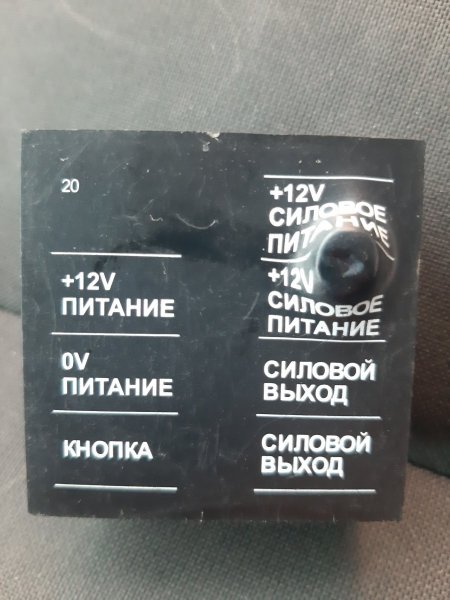 20
+12V
ПИТАНИЕ
0V
ПИТАНИЕ
КНОПКА
+12V
СИЛОВОЕ
ПИТАНИЕ
+12V
СИЛОВОЕ
ПИТАНИЕ
СИЛОВОЙ
ВЫХОД
СИЛОВОЙ
ВЫХОД